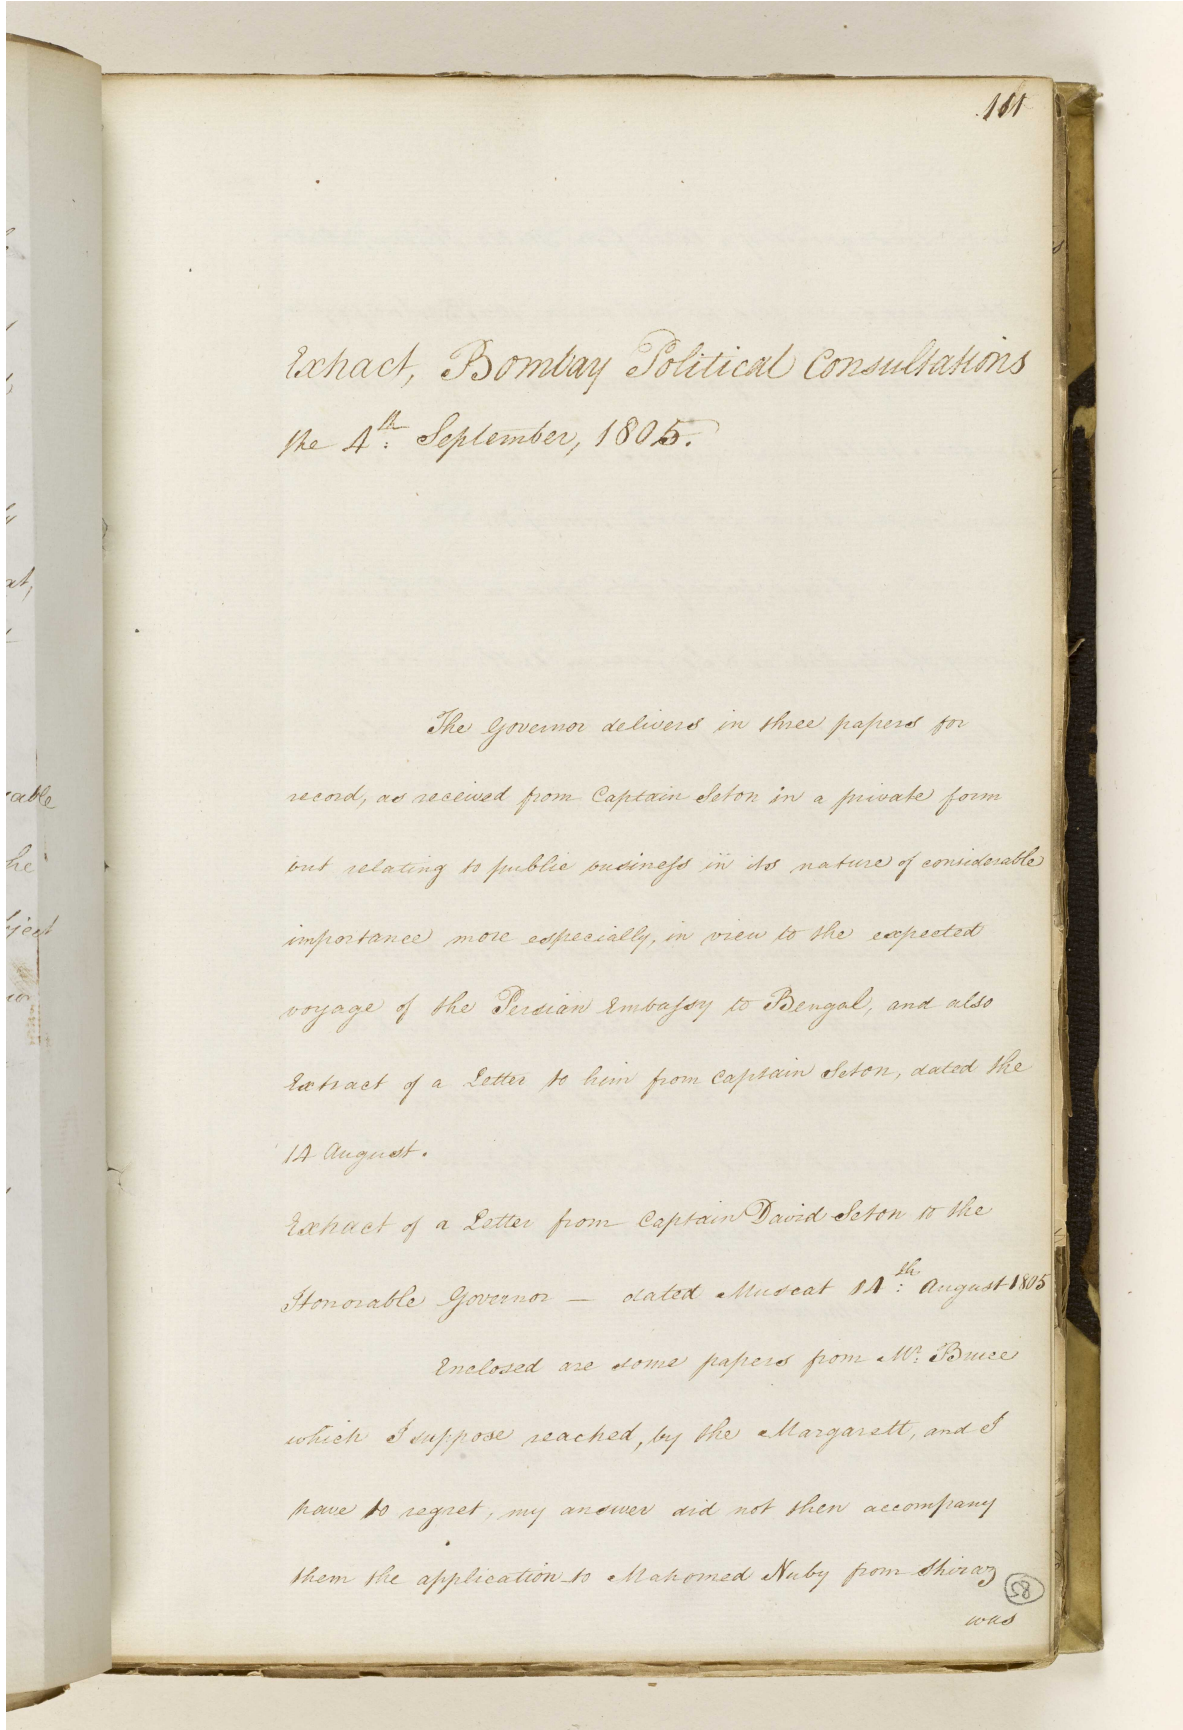 111
Extract, Bombay Political Consultations
the 4th: September, 1805.
The Governor delivers in three papers for
record, as received from Captain Seton in a private form
but relating to public business in its nature of considerable
importance more especially, in view to the expected
voyage of the Persian Embassy to Bengal, and also
Extract of a Letter to him from Captain Seton, dated the
14 August.
Extract of a Letter from Captain David Seton to the
Honorable Governor — dated Muscat 14th: August 1805
Enclosed are some papers from Mr: Bruce
which I suppose reached, by the Margarett, and I
have to regret, my answer did not then accompany
them the application to Mahomed Nuby from Shiraz
85
was
able
he